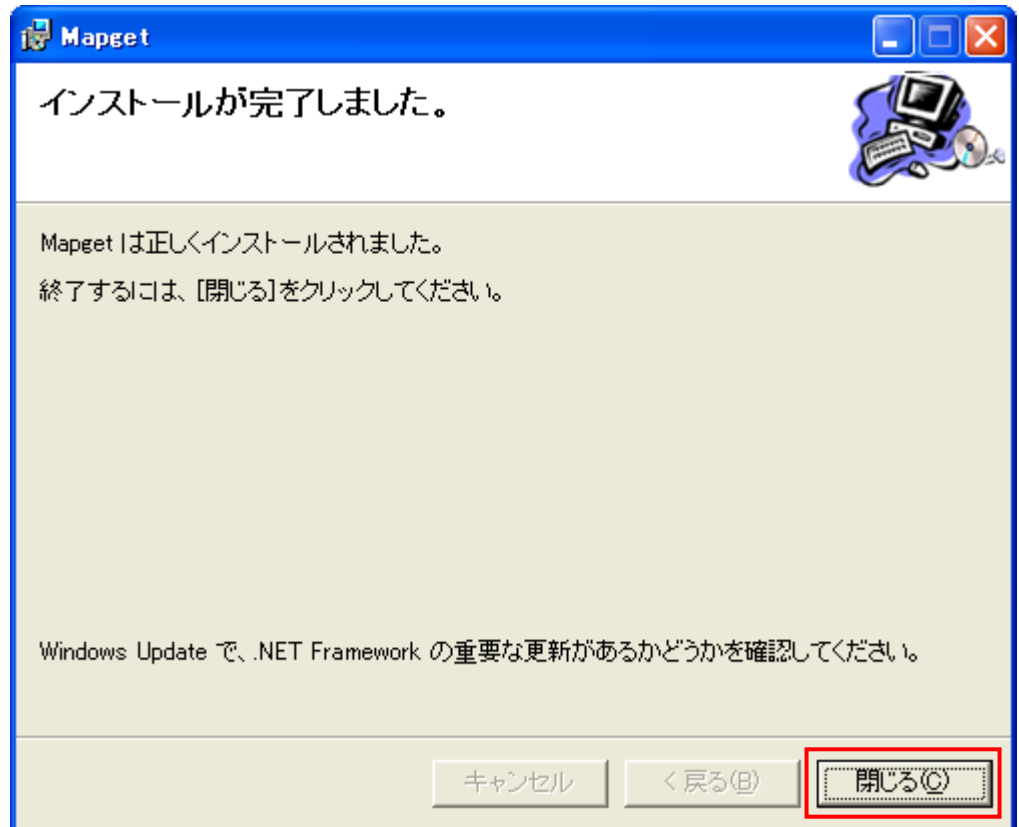 Mapget
インストールが完了しました。
Mapget は正しくインストールされました。
終了するには、[閉じる]をクリックしてください。
Windows Update で、.NET Framework の重要な更新があるかどうかを確認してください。
キャンセル
< 戻る(B)
閉じる(C)